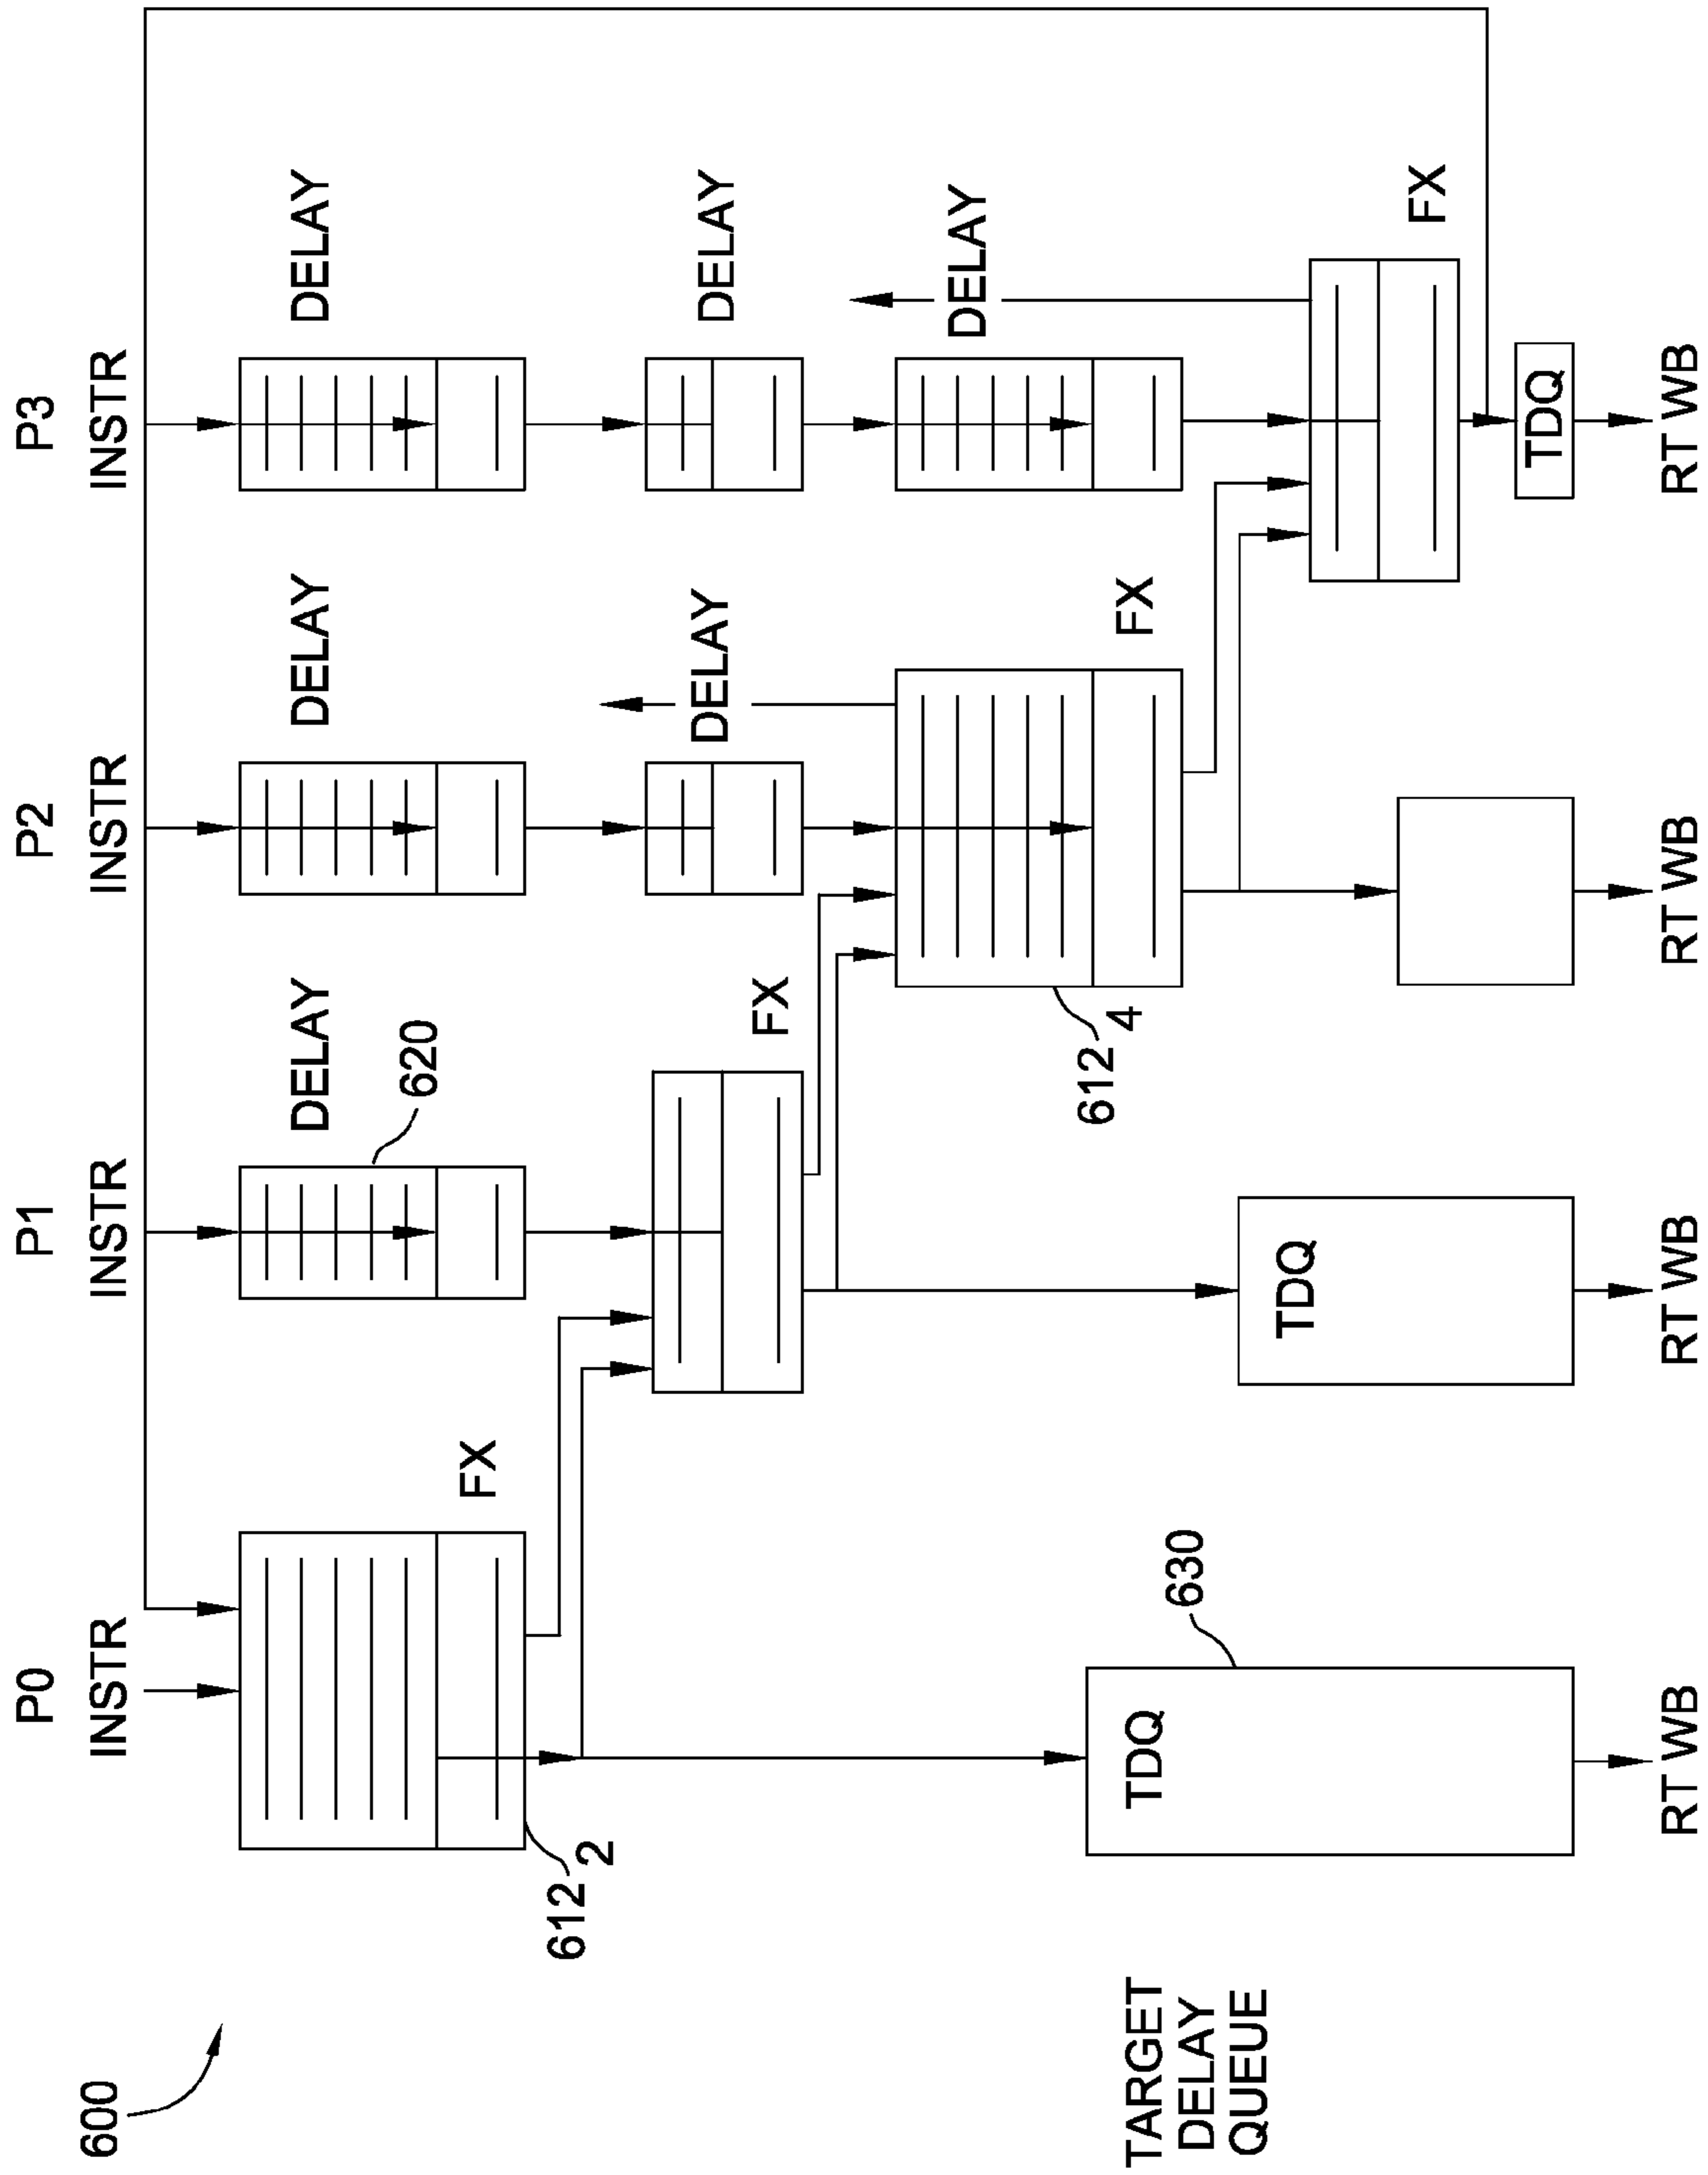 600
P0
P1
P2
P3
INSTR
INSTR
INSTR
INSTR
DELAY
DELAY
DELAY
620
FX
612 2
DELAY
DELAY
FX
DELAY
612 4
FX
FX
TARGET
DELAY
QUEUE
TDQ
630
TDQ
TDQ
RT WB
RT WB
RT WB
RT WB